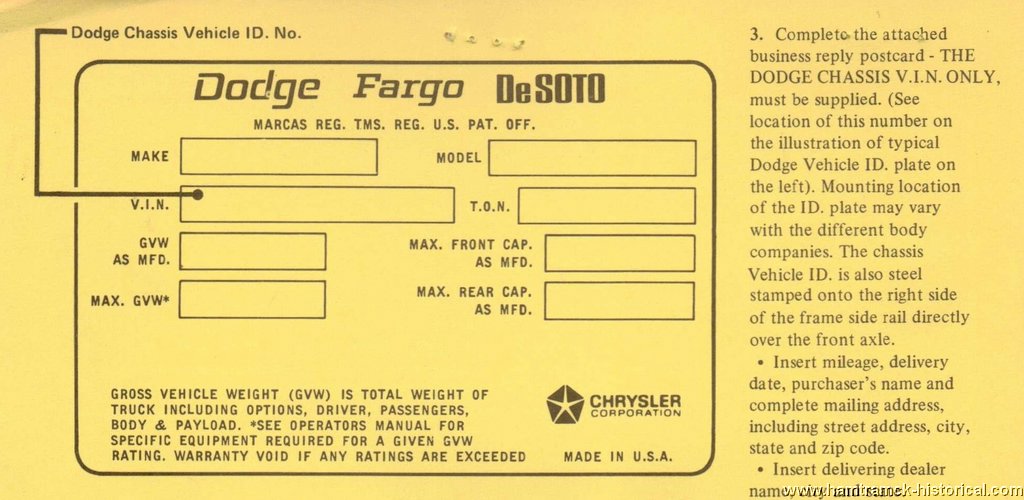 Dodge Chassis Vehicle ID. No.
Dodge Fargo DeSOTO
MARCAS REG. TMS. REG. U.S. PAT. OFF.
MAKE
MODEL
V.I.N.
T.O.N.
GVW
AS MFD.
MAX. FRONT CAP.
AS MFD.
MAX. GVW*
MAX. REAR CAP.
AS MFD.
GROSS VEHICLE WEIGHT (GVW) IS TOTAL WEIGHT OF
TRUCK INCLUDING OPTIONS, DRIVER, PASSENGERS,
BODY & PAYLOAD. *SEE OPERATORS MANUAL FOR
SPECIFIC EQUIPMENT REQUIRED FOR A GIVEN GVW
RATING. WARRANTY VOID IF ANY RATINGS ARE EXCEEDED
CHRYSLER
CORPORATION
MADE IN U.S.A.
3. Complete the attached
business reply postcard - THE
DODGE CHASSIS V.I.N. ONLY,
must be supplied. (See
location of this number on
the illustration of typical
Dodge Vehicle ID. plate on
the left). Mounting location
of the ID. plate may vary
with the different body
companies. The chassis
Vehicle ID. is also steel
stamped onto the right side
of the frame side rail directly
over the front axle.
• Insert mileage, delivery
date, purchaser's name and
complete mailing address,
including street address, city,
state and zip code.
• Insert delivering dealer
name, city and state.
www.hamtramck-historical.com